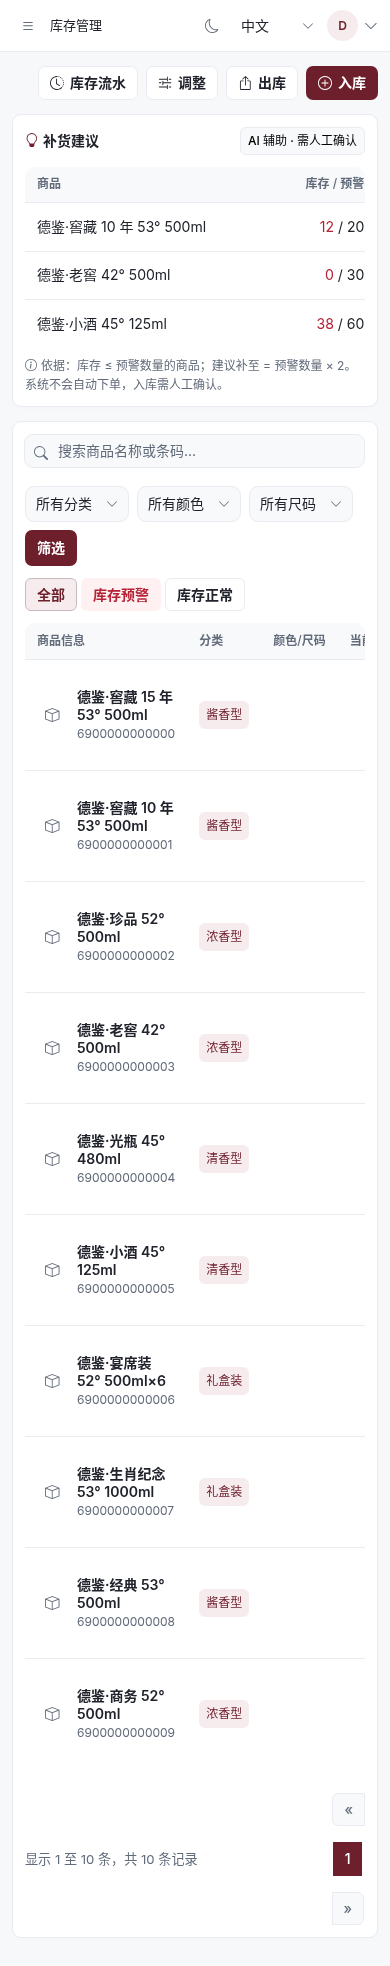 库存管理
中文
D
库存流水
调整
出库
入库
补货建议
AI 辅助 · 需人工确认
商品
库存 / 预警
德鉴·窖藏 10 年 53° 500ml
12 / 20
德鉴·老窖 42° 500ml
0 / 30
德鉴·小酒 45° 125ml
38 / 60
依据：库存 ≤ 预警数量的商品；建议补至 = 预警数量 × 2。
系统不会自动下单，入库需人工确认。
搜索商品名称或条码...
所有分类
所有颜色
所有尺码
筛选
全部
库存预警
库存正常
商品信息
分类
颜色/尺码
德鉴·窖藏 15 年
53° 500ml
6900000000000
酱香型
德鉴·窖藏 10 年
53° 500ml
6900000000001
酱香型
德鉴·珍品 52°
500ml
6900000000002
浓香型
德鉴·老窖 42°
500ml
6900000000003
浓香型
德鉴·光瓶 45°
480ml
6900000000004
清香型
德鉴·小酒 45°
125ml
6900000000005
清香型
德鉴·宴席装
52° 500ml×6
6900000000006
礼盒装
德鉴·生肖纪念
53° 1000ml
6900000000007
礼盒装
德鉴·经典 53°
500ml
6900000000008
酱香型
德鉴·商务 52°
500ml
6900000000009
浓香型
«
显示 1 至 10 条，共 10 条记录
1
»